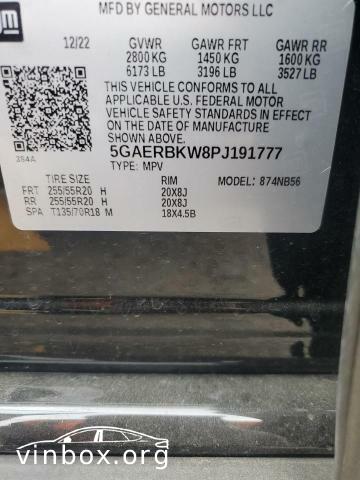 gm
MFD BY GENERAL MOTORS LLC
12/22 GVWR GAWR FRT GAWR RR
2800 KG 1450 KG 1600 KG
6173 LB 3196 LB 3527 LB
THIS VEHICLE CONFORMS TO ALL
APPLICABLE U.S. FEDERAL MOTOR
VEHICLE SAFETY STANDARDS IN EFFECT
ON THE DATE OF MANUFACTURE
SHOWN ABOVE.
384A
5GAERBKW8PJ191777
TYPE: MPV MODEL: 874NB56
TIRE SIZE RIM
FRT 255/55R20 H 20X8J
RR 255/55R20 H 20X8J
SPA T135/70R18 M 18X4.5B
vinbox.org